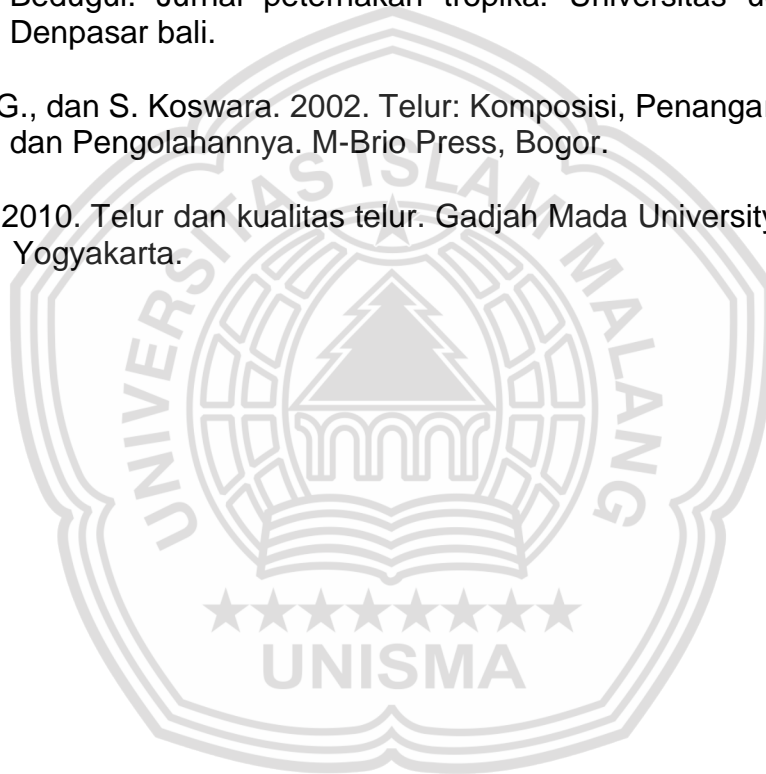 Bedugul. Jurnal peternakan tropika. Universitas
Denpasar bali.
G., dan S. Koswara. 2002. Telur: Komposisi,
dan Pengolahannya. M-Brio Press, Bogor.
2010. Telur dan kualitas telur. Gadjah Mada University
Yogyakarta.
UNIVERSITAS ISLAM MALANG
UNISMA